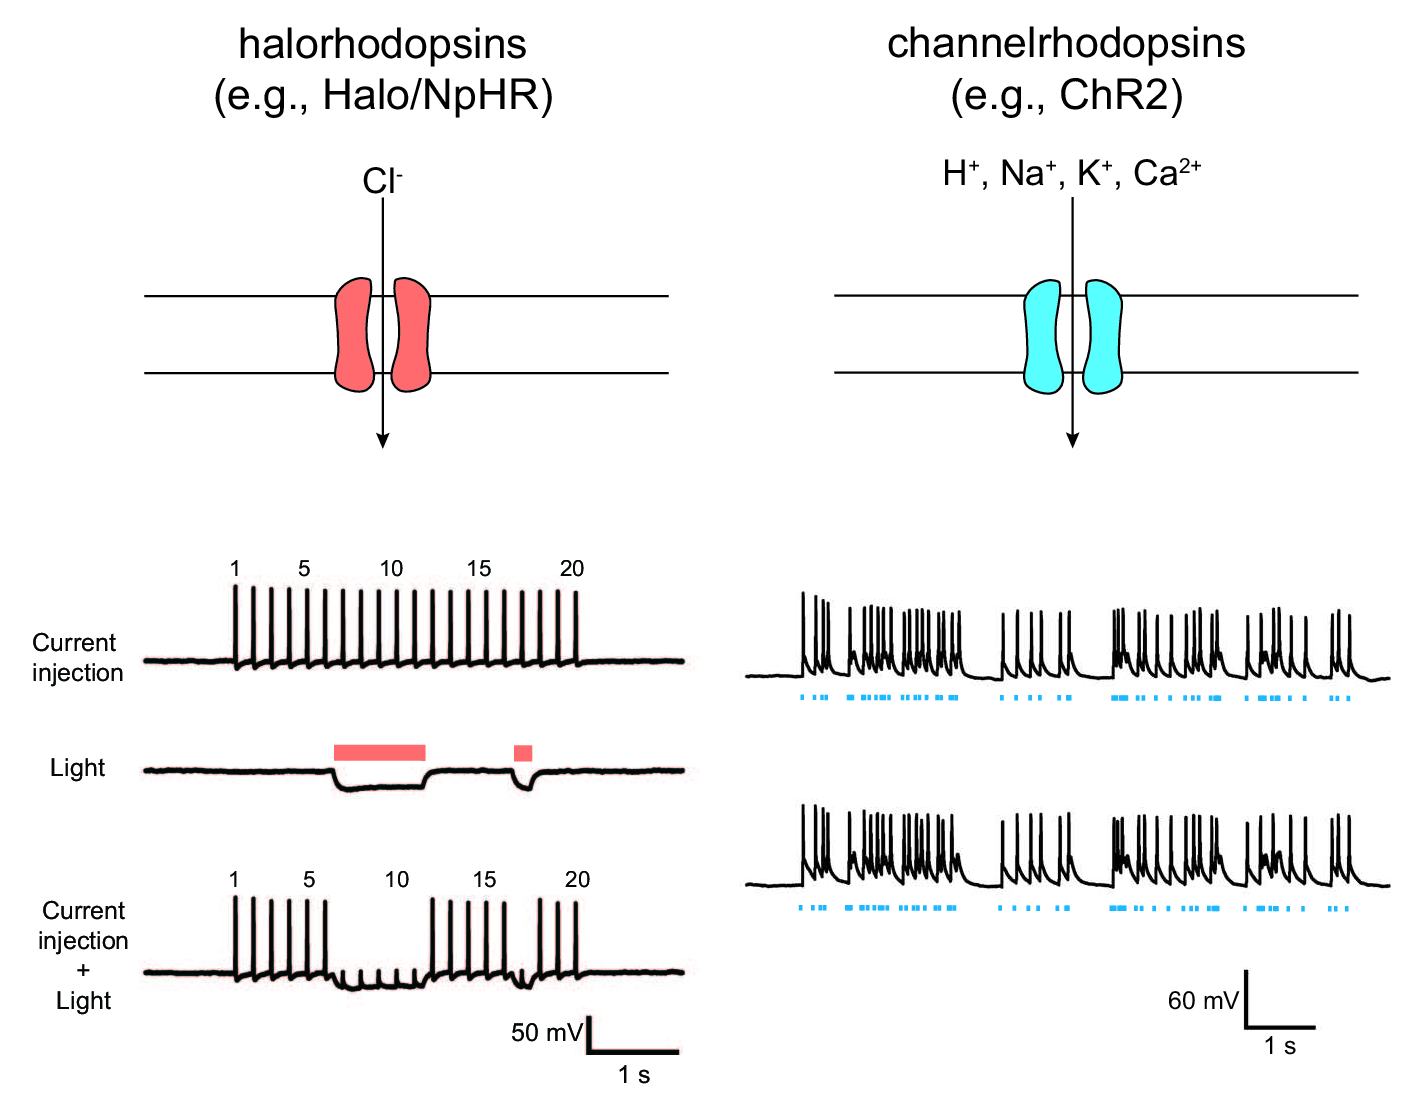 halorhodopsins
(e.g., Halo/NpHR)
Cl⁻
1 5 10 15 20
Current
injection
Light
1 5 10 15 20
Current
injection
+
Light
50 mV
1 s
channelrhodopsins
(e.g., ChR2)
H⁺, Na⁺, K⁺, Ca²⁺
60 mV
1 s